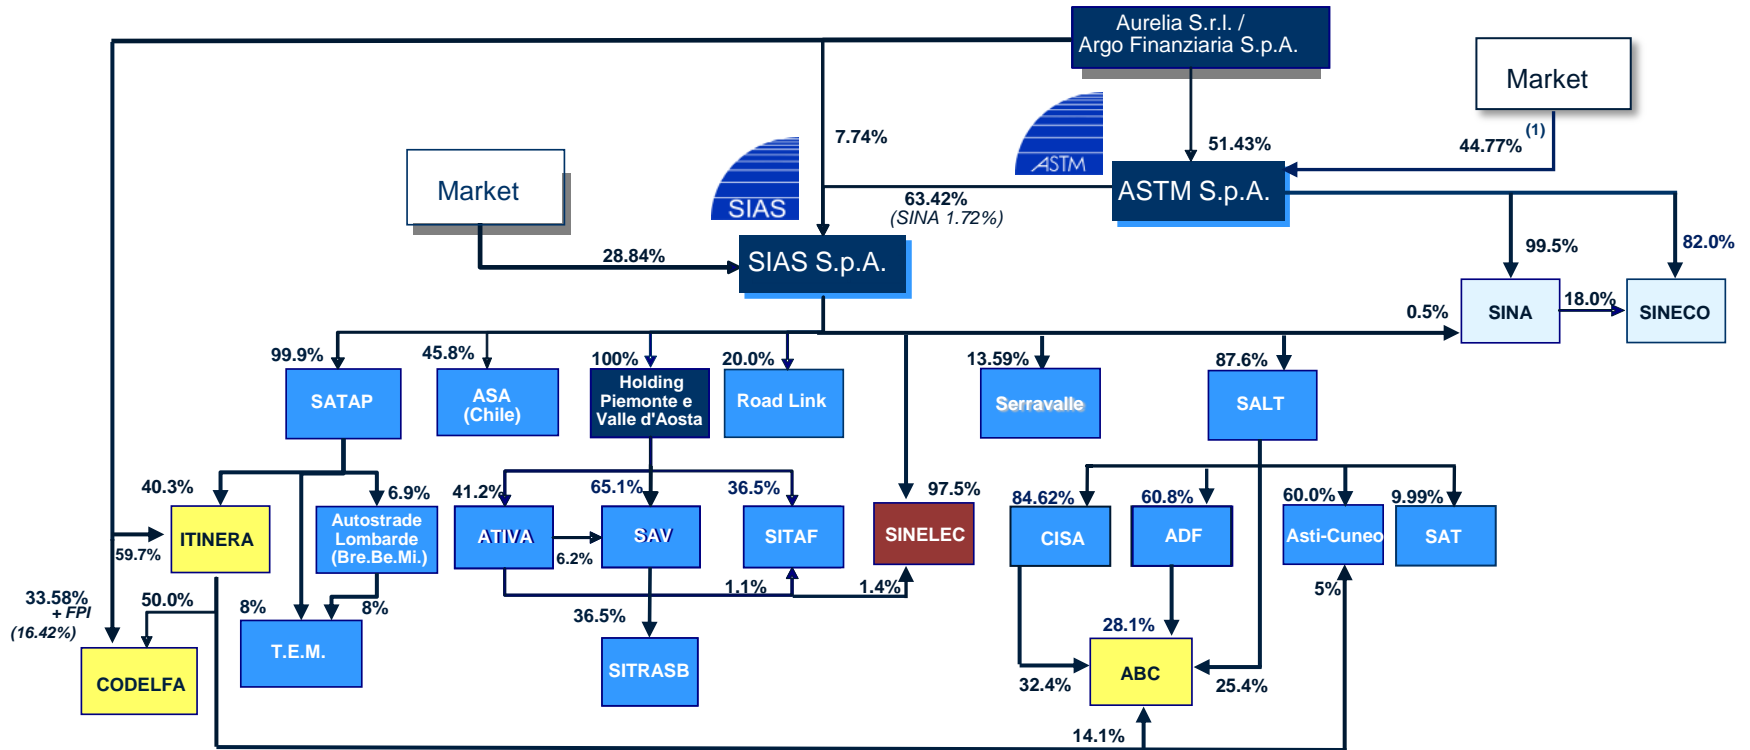 Aurelia S.r.l. /
Argo Finanziaria S.p.A.
Market
7.74%
51.43%
44.77% (1)
ASTM
Market
SIAS
63.42%
(SINA 1.72%)
ASTM S.p.A.
28.84%
SIAS S.p.A.
99.5%
82.0%
0.5%
SINA
18.0%
SINECO
99.9%
45.8%
100%
20.0%
13.59%
87.6%
SATAP
ASA
(Chile)
Holding
Piemonte e
Valle d'Aosta
Road Link
Serravalle
SALT
40.3%
6.9%
41.2%
65.1%
36.5%
97.5%
84.62%
60.8%
60.0%
9.99%
ITINERA
Autostrade
Lombarde
(Bre.Be.Mi.)
ATIVA
6.2%
SAV
SITAF
SINELEC
CISA
ADF
Asti-Cuneo
SAT
59.7%
33.58%
+ FPI
(16.42%)
50.0%
8%
8%
1.1%
1.4%
5%
36.5%
28.1%
CODELFA
T.E.M.
SITRASB
32.4%
ABC
25.4%
14.1%